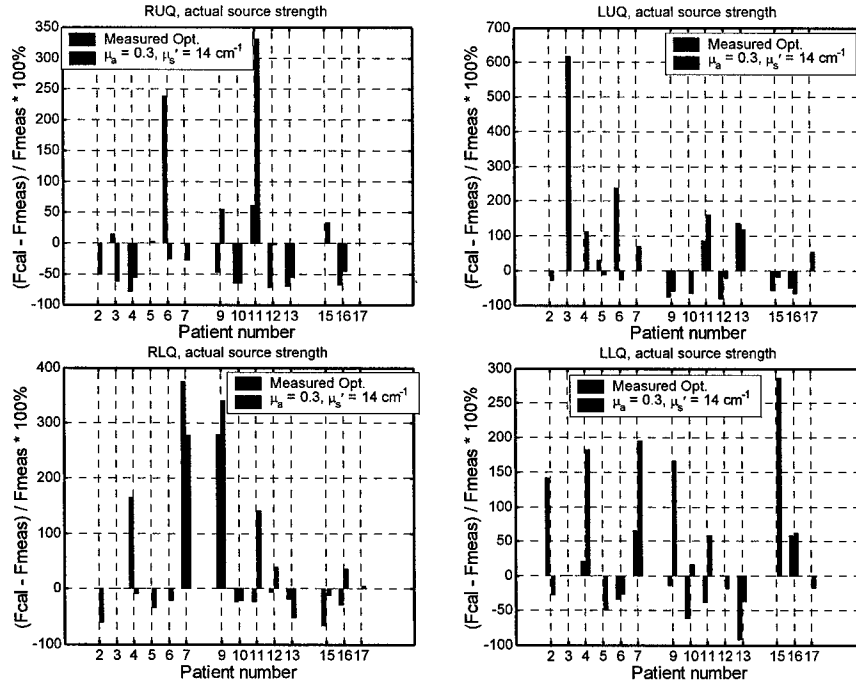 RUQ, actual source strength
350
300
250
200
150
100
50
0
-50
-100
(Fcal - Fmeas) / Fmeas * 100%
Measured Opt.
μa = 0.3, μs' = 14 cm-1
2 3 4 5 6 7 9 10 11 12 13 15 16 17
Patient number
LUQ, actual source strength
700
600
500
400
300
200
100
0
-100
(Fcal - Fmeas) / Fmeas * 100%
Measured Opt.
μa = 0.3, μs' = 14 cm-1
2 3 4 5 6 7 9 10 11 12 13 15 16 17
Patient number
RLQ, actual source strength
400
300
200
100
0
-100
(Fcal - Fmeas) / Fmeas * 100%
Measured Opt.
μa = 0.3, μs' = 14 cm-1
2 3 4 5 6 7 9 10 11 12 13 15 16 17
Patient number
LLQ, actual source strength
300
250
200
150
100
50
0
-50
-100
(Fcal - Fmeas) / Fmeas * 100%
Measured Opt.
μa = 0.3, μs' = 14 cm-1
2 3 4 5 6 7 9 10 11 12 13 15 16 17
Patient number